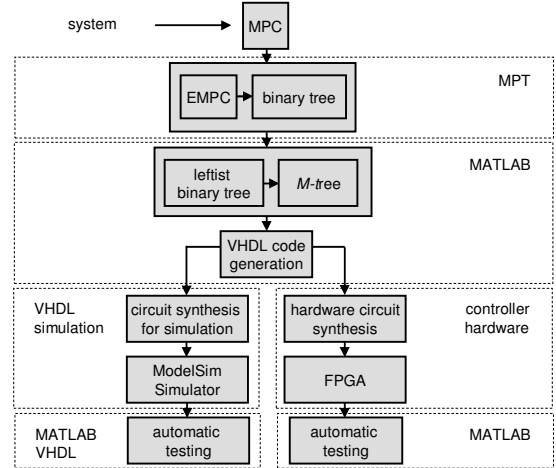 system
MPC
MPT
EMPC
binary tree
MATLAB
leftist
binary tree
M-tree
VHDL code
generation
VHDL
simulation
circuit synthesis
for simulation
hardware circuit
synthesis
controller
hardware
ModelSim
Simulator
FPGA
MATLAB
VHDL
automatic
testing
automatic
testing
MATLAB